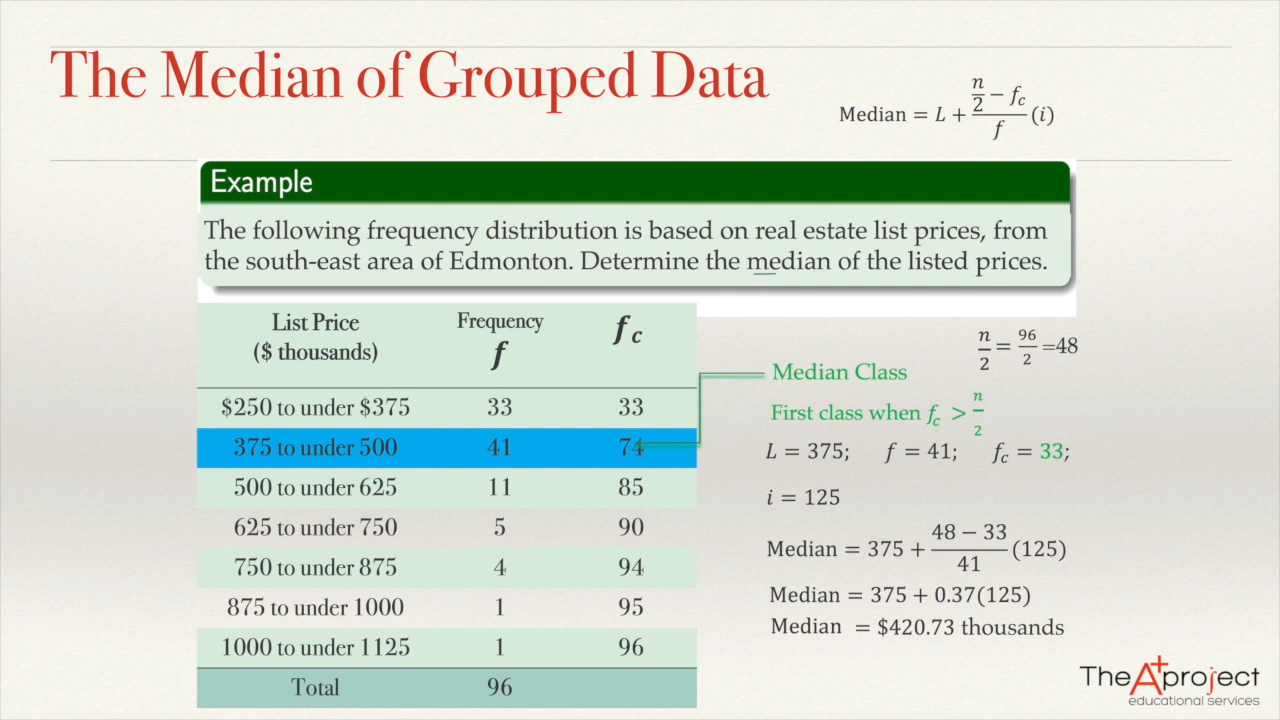 The Median of Grouped Data
Median = L + (n/2 − f_c)/f (i)
Example
The following frequency distribution is based on real estate list prices, from
the south-east area of Edmonton. Determine the median of the listed prices.
List Price Frequency f_c
($ thousands) f
$250 to under $375 33 33
375 to under 500 41 74
500 to under 625 11 85
625 to under 750 5 90
750 to under 875 4 94
875 to under 1000 1 95
1000 to under 1125 1 96
Total 96
n/2 = 96/2 =48
Median Class
First class when f_c > n/2
L = 375; f = 41; f_c = 33;
i = 125
Median = 375 + (48 − 33)/41 (125)
Median = 375 + 0.37(125)
Median = $420.73 thousands
The A+ project
educational services